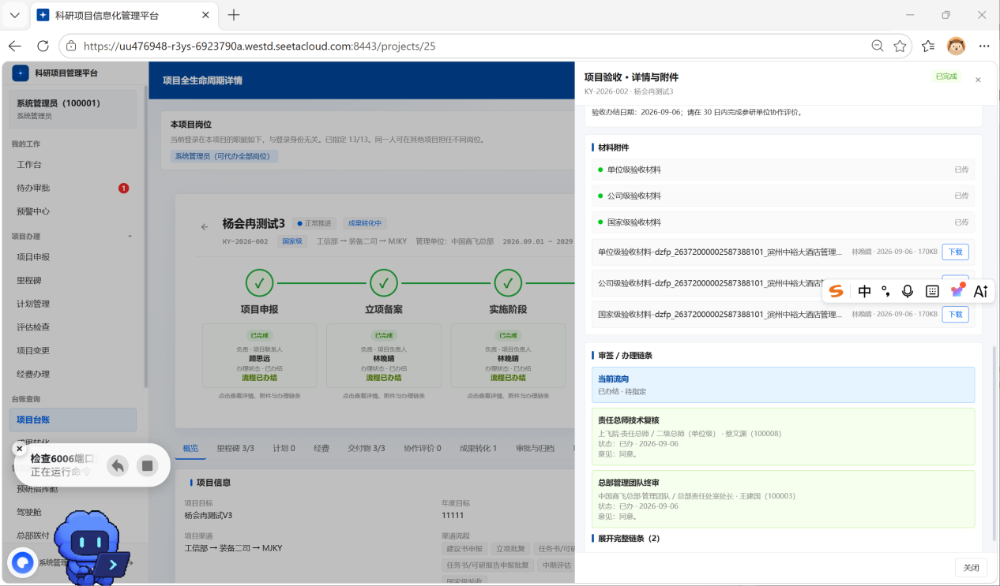 科研项目信息化管理平台
https://uu476948-r3ys-6923790a.westd.seetacloud.com:8443/projects/25
科研项目管理平台
系统管理员（100001）
系统管理员
我的工作
工作台
待办审批
1
预警中心
项目办理
项目申报
里程碑
计划管理
评估检查
项目变更
经费办理
台账查询
项目台账
检查6006端口
正在运行命令
预研指挥舱
驾驶舱
总部拨付
系统管理
项目全生命周期详情
本项目岗位
当前登录在本项目的职能如下，与登录身份无关。已指定 13/13。同一人可在其他项目担任不同岗位。
系统管理员（可代办全部岗位）
杨会冉测试3
正常推进
成果转化中
KY-2026-002
国家级
工信部 → 装备二司 → MJKY
管理单位：中国商飞总部
2026.09.01 - 2029
项目申报
立项备案
实施阶段
已完成
负责 · 项目联系人
顾思远
办理状态 · 已办结
流程已办结
点击查看详情、附件与办理链条
已完成
负责 · 项目负责人
林晚晴
办理状态 · 已办结
流程已办结
点击查看详情、附件与办理链条
已完成
负责 · 项目负责人
林晚晴
办理状态 · 已办结
流程已办结
点击查看详情、附件与办理链条
概览
里程碑 3/3
计划 0
经费
交付物 3/3
协作评价 0
成果转化 1
审批与归档
项目信息
项目目标
杨会冉测试V3
年度目标
11111
项目渠道
工信部 → 装备二司 → MJKY
渠道流程
建议书申报
立项批复
任务书/可研
任务书/可研报告申报批复
中期评估
国家级验收
项目验收 · 详情与附件
KY-2026-002 · 杨会冉测试3
已完成
验收办结日期：2026-09-06；请在 30 日内完成参研单位协作评价。
材料附件
单位级验收材料
已传
公司级验收材料
已传
国家级验收材料
已传
单位级验收材料-dzfp_26372000002587388101_滨州中裕大酒店管理...
林晚晴 · 2026-09-06 · 170KB
下载
公司级验收材料-dzfp_26372000002587388101_滨州中裕大酒店
中
Ai
国家级验收材料-dzfp_26372000002587388101_滨州中裕大酒店管理...
林晚晴 · 2026-09-06 · 170KB
下载
审签 / 办理链条
当前流向
已办结 · 待指定
责任总师技术复核
上飞院·责任总师 / 二级总师（单位级） · 蔡文渊（100008）
状态：已办 · 2026-09-06
意见：同意。
总部管理团队终审
中国商飞总部·管理团队 / 总部责任处室处长 · 王建国（100003）
状态：已办 · 2026-09-06
意见：同意。
展开完整链条（2）
关闭